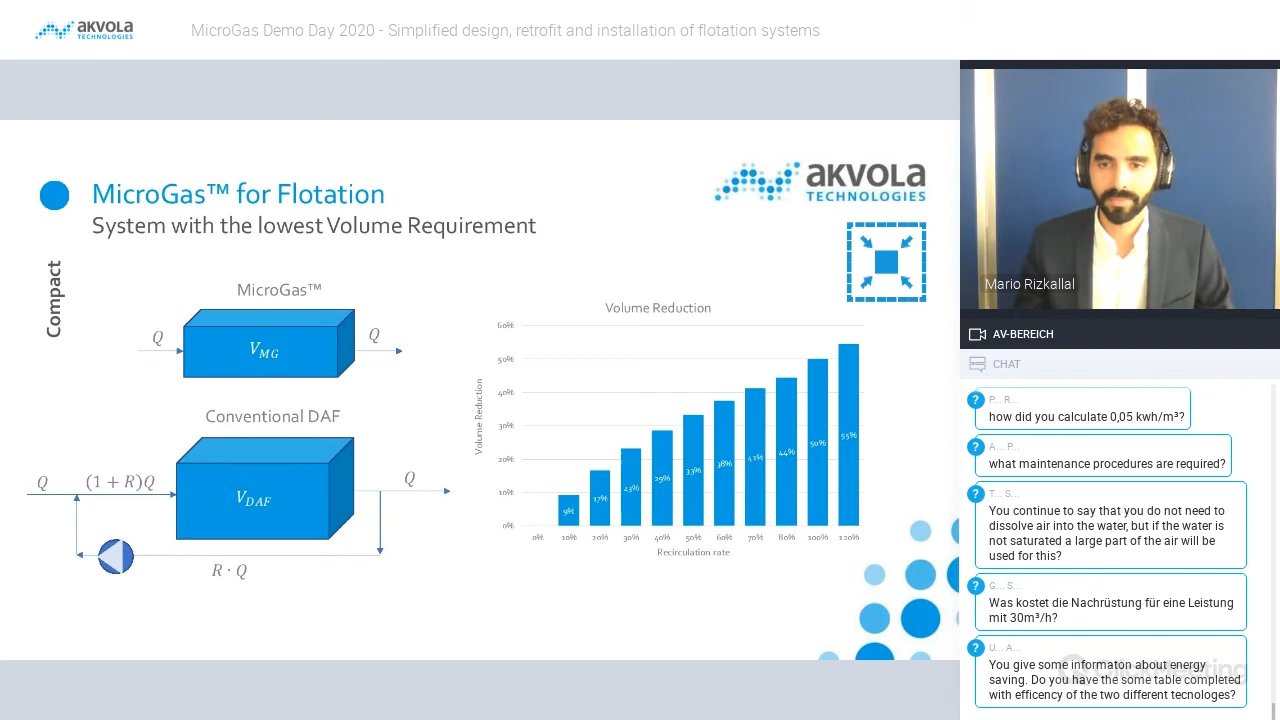 akvola
TECHNOLOGIES
MicroGas Demo Day 2020 - Simplified design, retrofit and installation of flotation systems
MicroGas™ for Flotation
System with the lowest Volume Requirement
akvola
TECHNOLOGIES
Compact
MicroGas™
Q
Q
V_MG
Conventional DAF
Q
(1 + R)Q
Q
V_DAF
R · Q
Volume Reduction
Volume Reduction
60%
50%
40%
30%
20%
10%
0%
9%
17%
23%
29%
33%
38%
41%
44%
50%
55%
0% 10% 20% 30% 40% 50% 60% 70% 80% 100% 120%
Recirculation rate
Mario Rizkallal
AV-BEREICH
CHAT
P... R...
how did you calculate 0,05 kwh/m³?
A... P...
what maintenance procedures are required?
T... S...
You continue to say that you do not need to
dissolve air into the water, but if the water is
not saturated a large part of the air will be
used for this?
G... S...
Was kostet die Nachrüstung für eine Leistung
mit 30m³/h?
U... A...
You give some information about energy
saving. Do you have the some table completed
with efficency of the two different tecnologes?
ClickMeeting